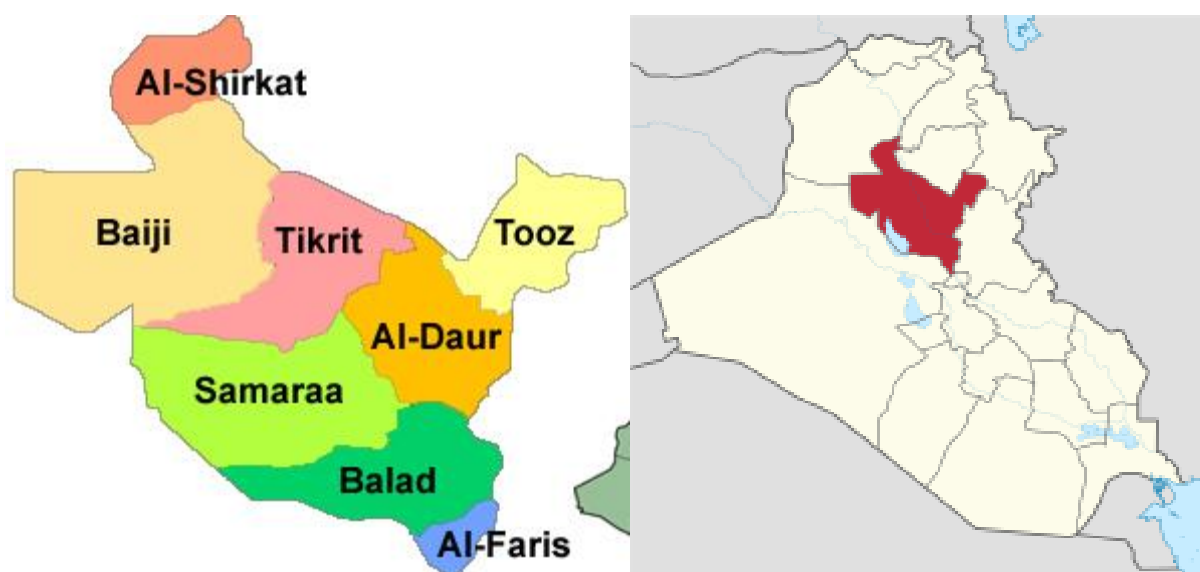 Al-Shirkat
Baiji
Tikrit
Tooz
Al-Daur
Samaraa
Balad
Al-Faris